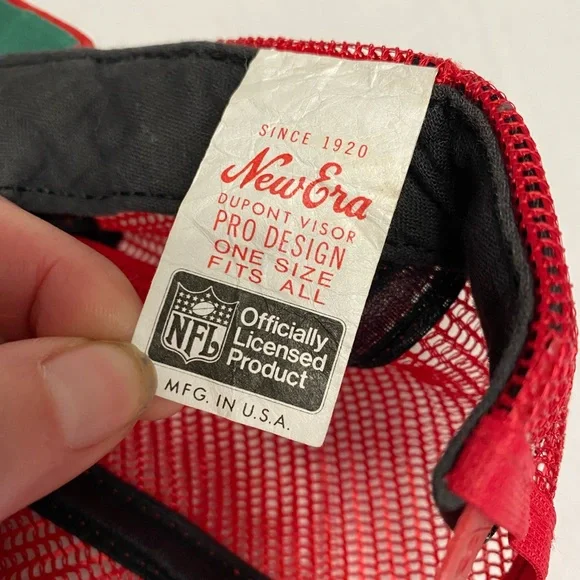 SINCE 1920
New Era
DUPONT VISOR
PRO DESIGN
ONE SIZE
FITS ALL
NFL
Officially
Licensed
Product
MFG. IN U.S.A.